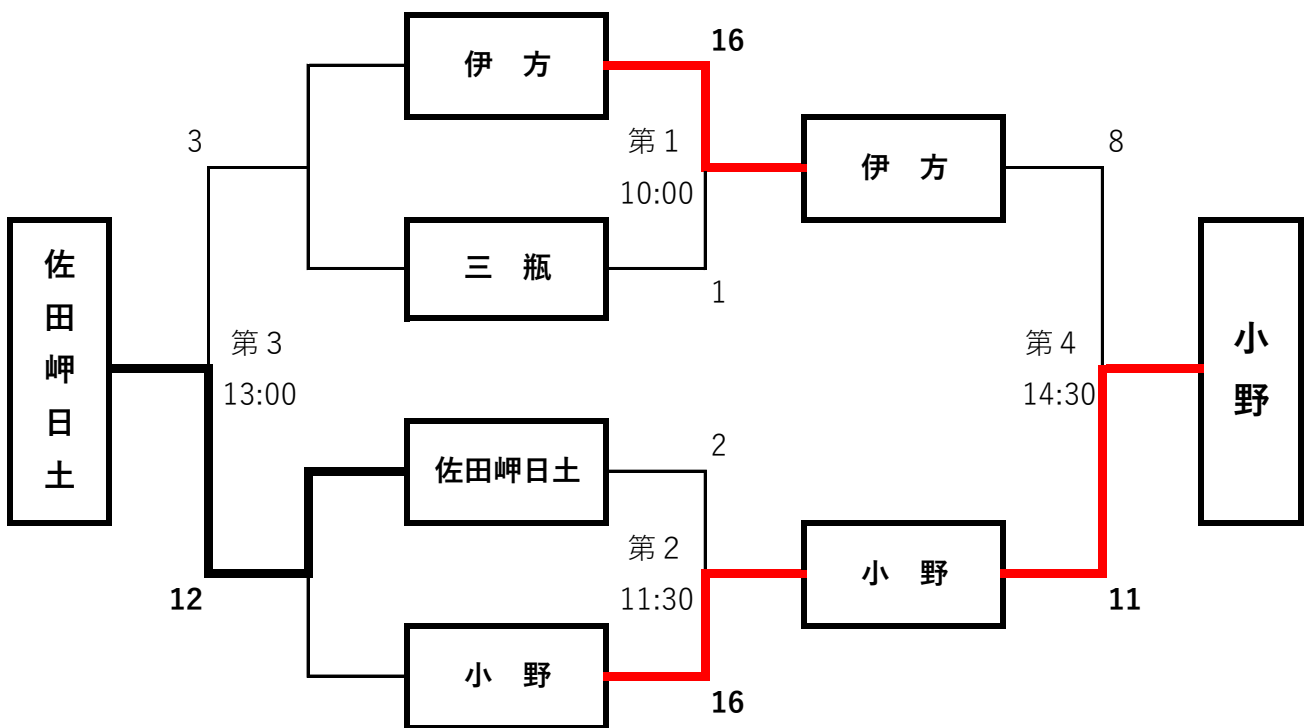 16
伊　方
3
第１
8
伊　方
10:00
三　瓶
佐田岬日土
1
小野
第３
第４
13:00
14:30
2
佐田岬日土
第２
小　野
12
11:30
11
小　野
16